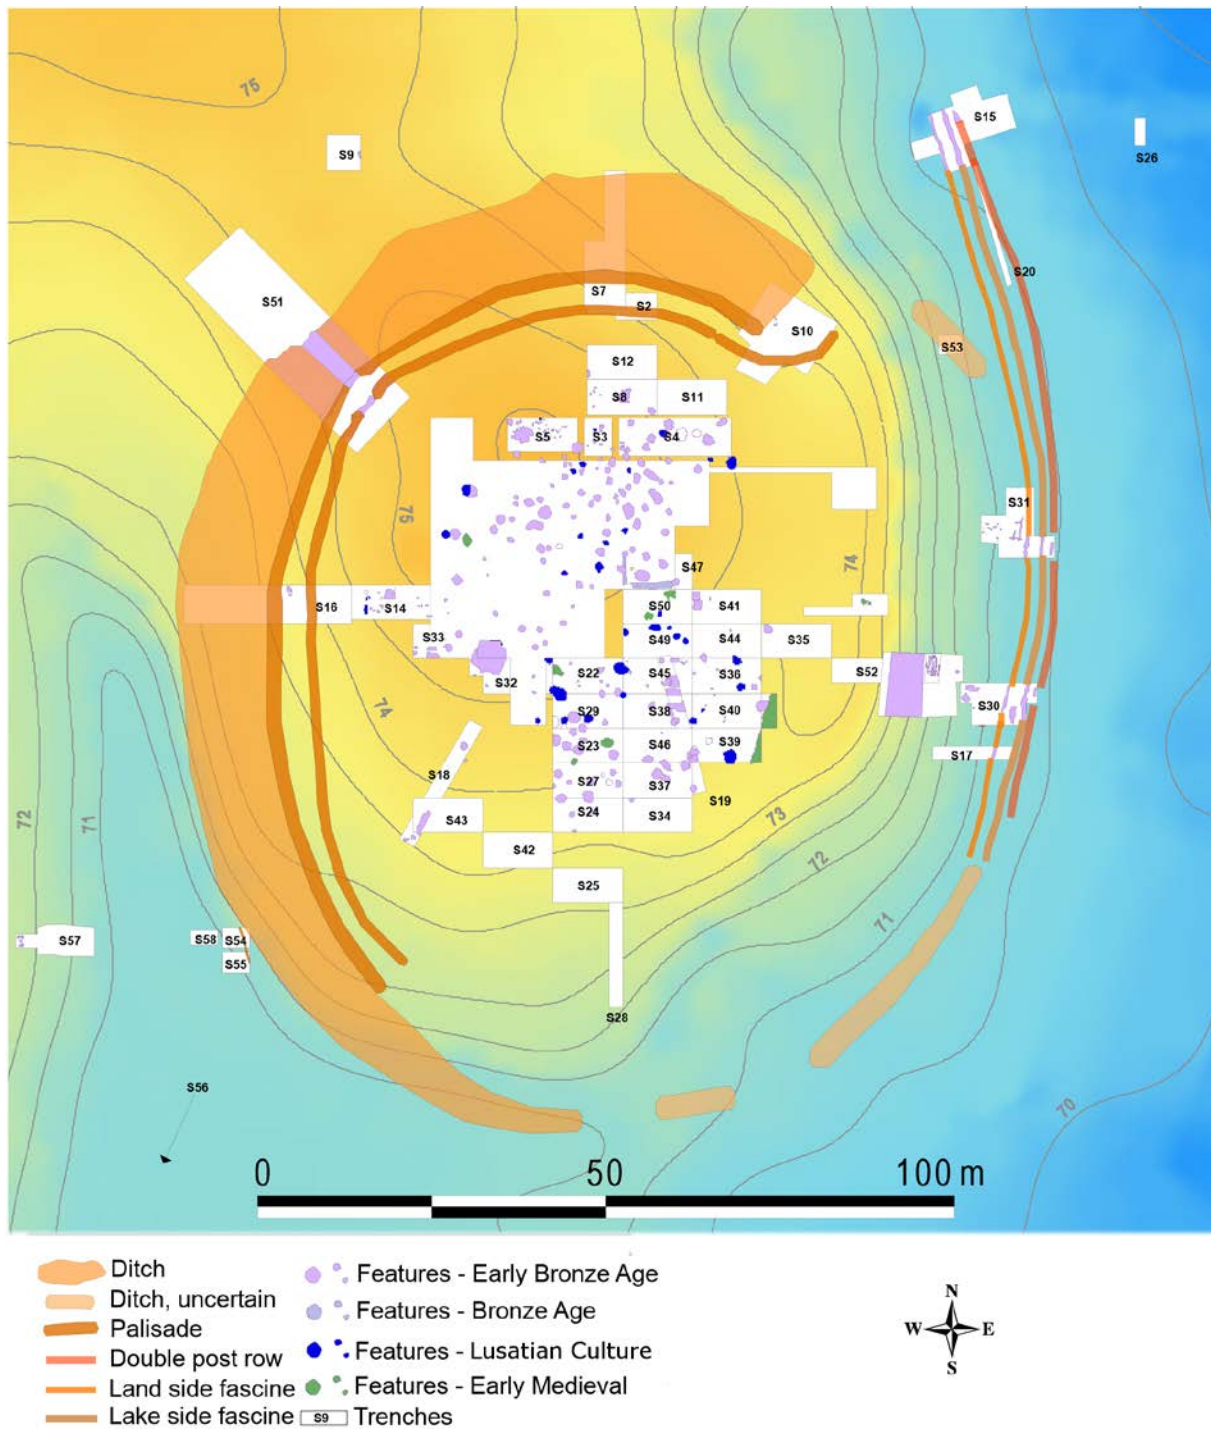 75
S15
S9
S26
S51
S20
S7
S2
S10
S53
S12
S8
S11
S5
S3
S4
75
S31
S47
74
S16
S14
S50
S41
S33
S49
S44
S35
S32
S22
S45
S36
S52
74
S29
S38
S40
S30
S23
S46
S39
S17
S18
S27
S37
S19
72
71
S43
S24
S34
73
S42
72
S25
71
S57
S58
S54
S55
S28
S56
70
0 50 100 m
Ditch
Ditch, uncertain
Palisade
Double post row
Land side fascine
Lake side fascine
Features - Early Bronze Age
Features - Bronze Age
Features - Lusatian Culture
Features - Early Medieval
S9 Trenches
N
W E
S